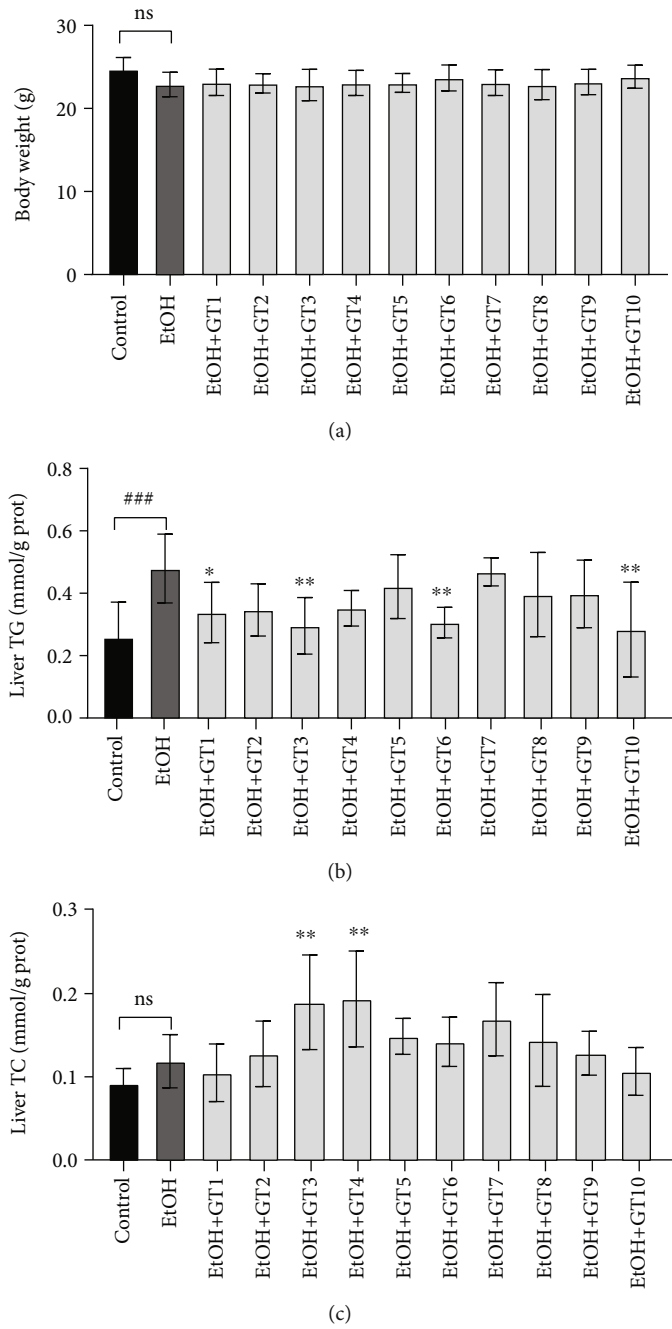 ns
30
20
10
0
Body weight (g)
Control
EtOH
EtOH+GT1
EtOH+GT2
EtOH+GT3
EtOH+GT4
EtOH+GT5
EtOH+GT6
EtOH+GT7
EtOH+GT8
EtOH+GT9
EtOH+GT10
(a)
0.8
0.6
0.4
0.2
0.0
Liver TG (mmol/g prot)
###
*
**
**
**
Control
EtOH
EtOH+GT1
EtOH+GT2
EtOH+GT3
EtOH+GT4
EtOH+GT5
EtOH+GT6
EtOH+GT7
EtOH+GT8
EtOH+GT9
EtOH+GT10
(b)
0.3
0.2
0.1
0.0
Liver TC (mmol/g prot)
ns
**
**
Control
EtOH
EtOH+GT1
EtOH+GT2
EtOH+GT3
EtOH+GT4
EtOH+GT5
EtOH+GT6
EtOH+GT7
EtOH+GT8
EtOH+GT9
EtOH+GT10
(c)